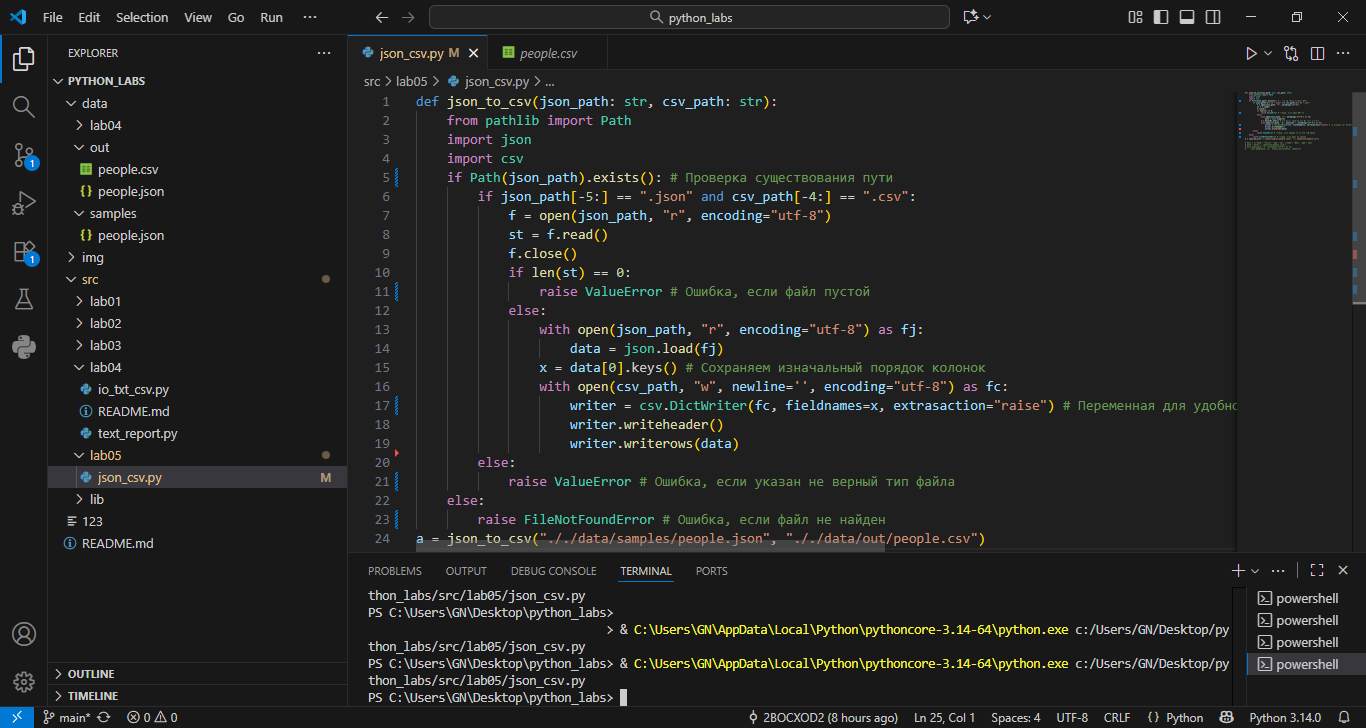 File Edit Selection View Go Run ···
python_labs
EXPLORER
PYTHON_LABS
data
lab04
out
people.csv
people.json
samples
people.json
img
src
lab01
lab02
lab03
lab04
io_txt_csv.py
README.md
text_report.py
lab05
json_csv.py M
lib
123
README.md
OUTLINE
TIMELINE
json_csv.py M
people.csv
src > lab05 > json_csv.py > ...
1 def json_to_csv(json_path: str, csv_path: str):
2 from pathlib import Path
3 import json
4 import csv
5 if Path(json_path).exists(): # Проверка существования пути
6 if json_path[-5:] == ".json" and csv_path[-4:] == ".csv":
7 f = open(json_path, "r", encoding="utf-8")
8 st = f.read()
9 f.close()
10 if len(st) == 0:
11 raise ValueError # Ошибка, если файл пустой
12 else:
13 with open(json_path, "r", encoding="utf-8") as fj:
14 data = json.load(fj)
15 x = data[0].keys() # Сохраняем изначальный порядок колонок
16 with open(csv_path, "w", newline='', encoding="utf-8") as fc:
17 writer = csv.DictWriter(fc, fieldnames=x, extrasaction="raise") # Переменная для удобно
18 writer.writeheader()
19 writer.writerows(data)
20 else:
21 raise ValueError # Ошибка, если указан не верный тип файла
22 else:
23 raise FileNotFoundError # Ошибка, если файл не найден
24 a = json_to_csv("././data/samples/people.json", "././data/out/people.csv")
PROBLEMS OUTPUT DEBUG CONSOLE TERMINAL PORTS
thon_labs/src/lab05/json_csv.py
PS C:\Users\GN\Desktop\python_labs>
> & C:\Users\GN\AppData\Local\Python\pythoncore-3.14-64\python.exe c:/Users/GN/Desktop/py
thon_labs/src/lab05/json_csv.py
PS C:\Users\GN\Desktop\python_labs> & C:\Users\GN\AppData\Local\Python\pythoncore-3.14-64\python.exe c:/Users/GN/Desktop/py
thon_labs/src/lab05/json_csv.py
PS C:\Users\GN\Desktop\python_labs>
powershell
powershell
powershell
powershell
1
1
main* 0 0 2BOCXOD2 (8 hours ago) Ln 25, Col 1 Spaces: 4 UTF-8 CRLF {} Python Python 3.14.0